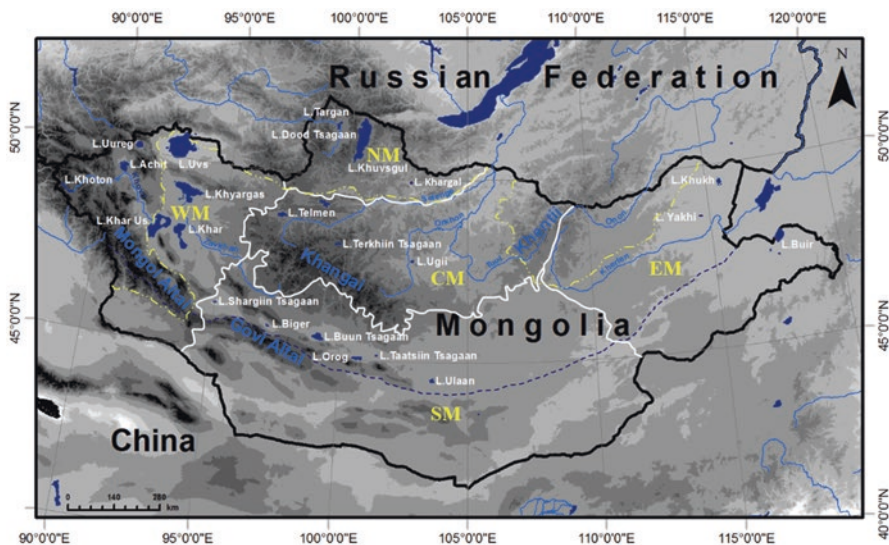 90°0'0"E 95°0'0"E 100°0'0"E 105°0'0"E 110°0'0"E 115°0'0"E 120°0'0"E
Russian Federation
N
50°0'0"N
50°0'0"N
L.Targan
L.Dood Tsagaan
L.Uureg
L.Achit
L.Uvs
NM
L.Khuvsgul
L.Khoton
L.Khargal
L.Khukh
L.Khyargas
WM
L.Telmen
L.Yakhi
L.Khar Us
L.Khar
L.Terkhiin Tsagaan
Orkhon
Khentii
Onon
L.Buir
Mongol Altai
Khangai
L.Ugii
CM
EM
Kherlen
45°0'0"N
L.Shargiin Tsagaan
Mongolia
45°0'0"N
L.Biger
Govi Altai
L.Buun Tsagaan
L.Orog
L.Taatsiin Tsagaan
L.Ulaan
SM
China
0 140 280
km
40°0'0"N
90°0'0"E 95°0'0"E 100°0'0"E 105°0'0"E 110°0'0"E 115°0'0"E